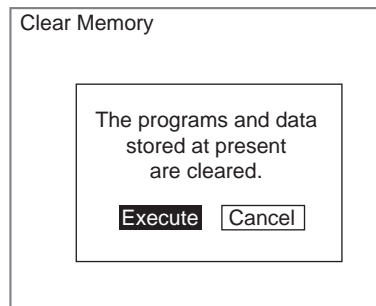 Clear Memory
The programs and data
stored at present
are cleared.
Execute Cancel